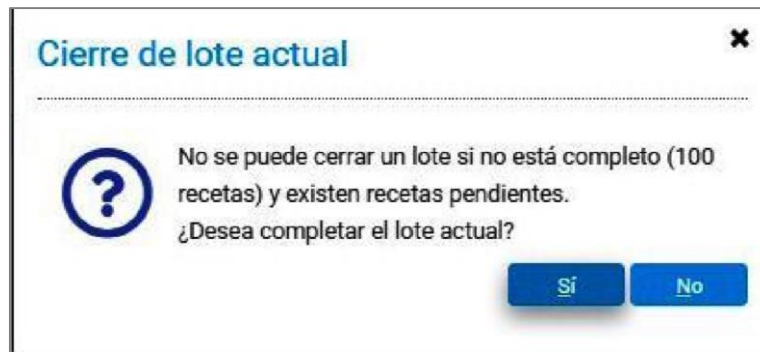 Cierre de lote actual
No se puede cerrar un lote si no está completo (100
recetas) y existen recetas pendientes.
¿Desea completar el lote actual?
Sí No